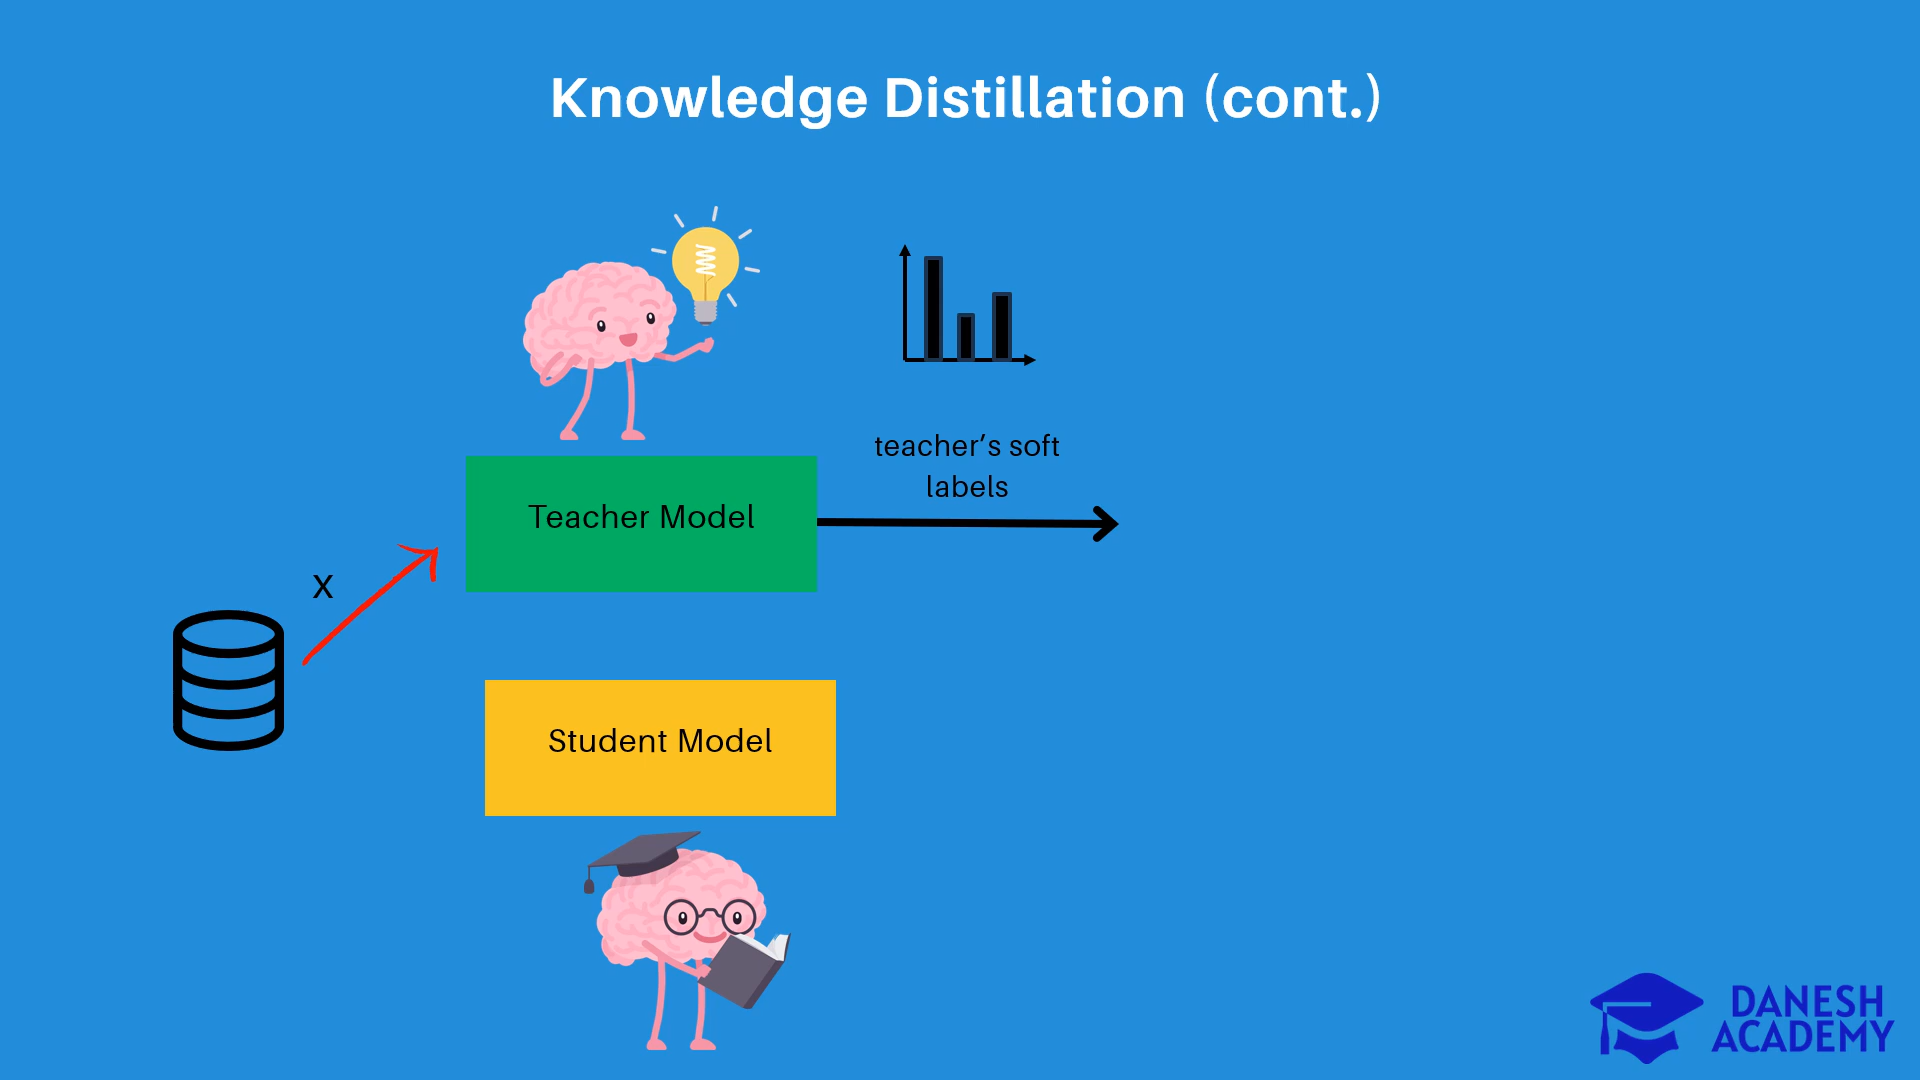 Knowledge Distillation (cont.)
teacher’s soft
labels
Teacher Model
x
Student Model
DANESH
ACADEMY